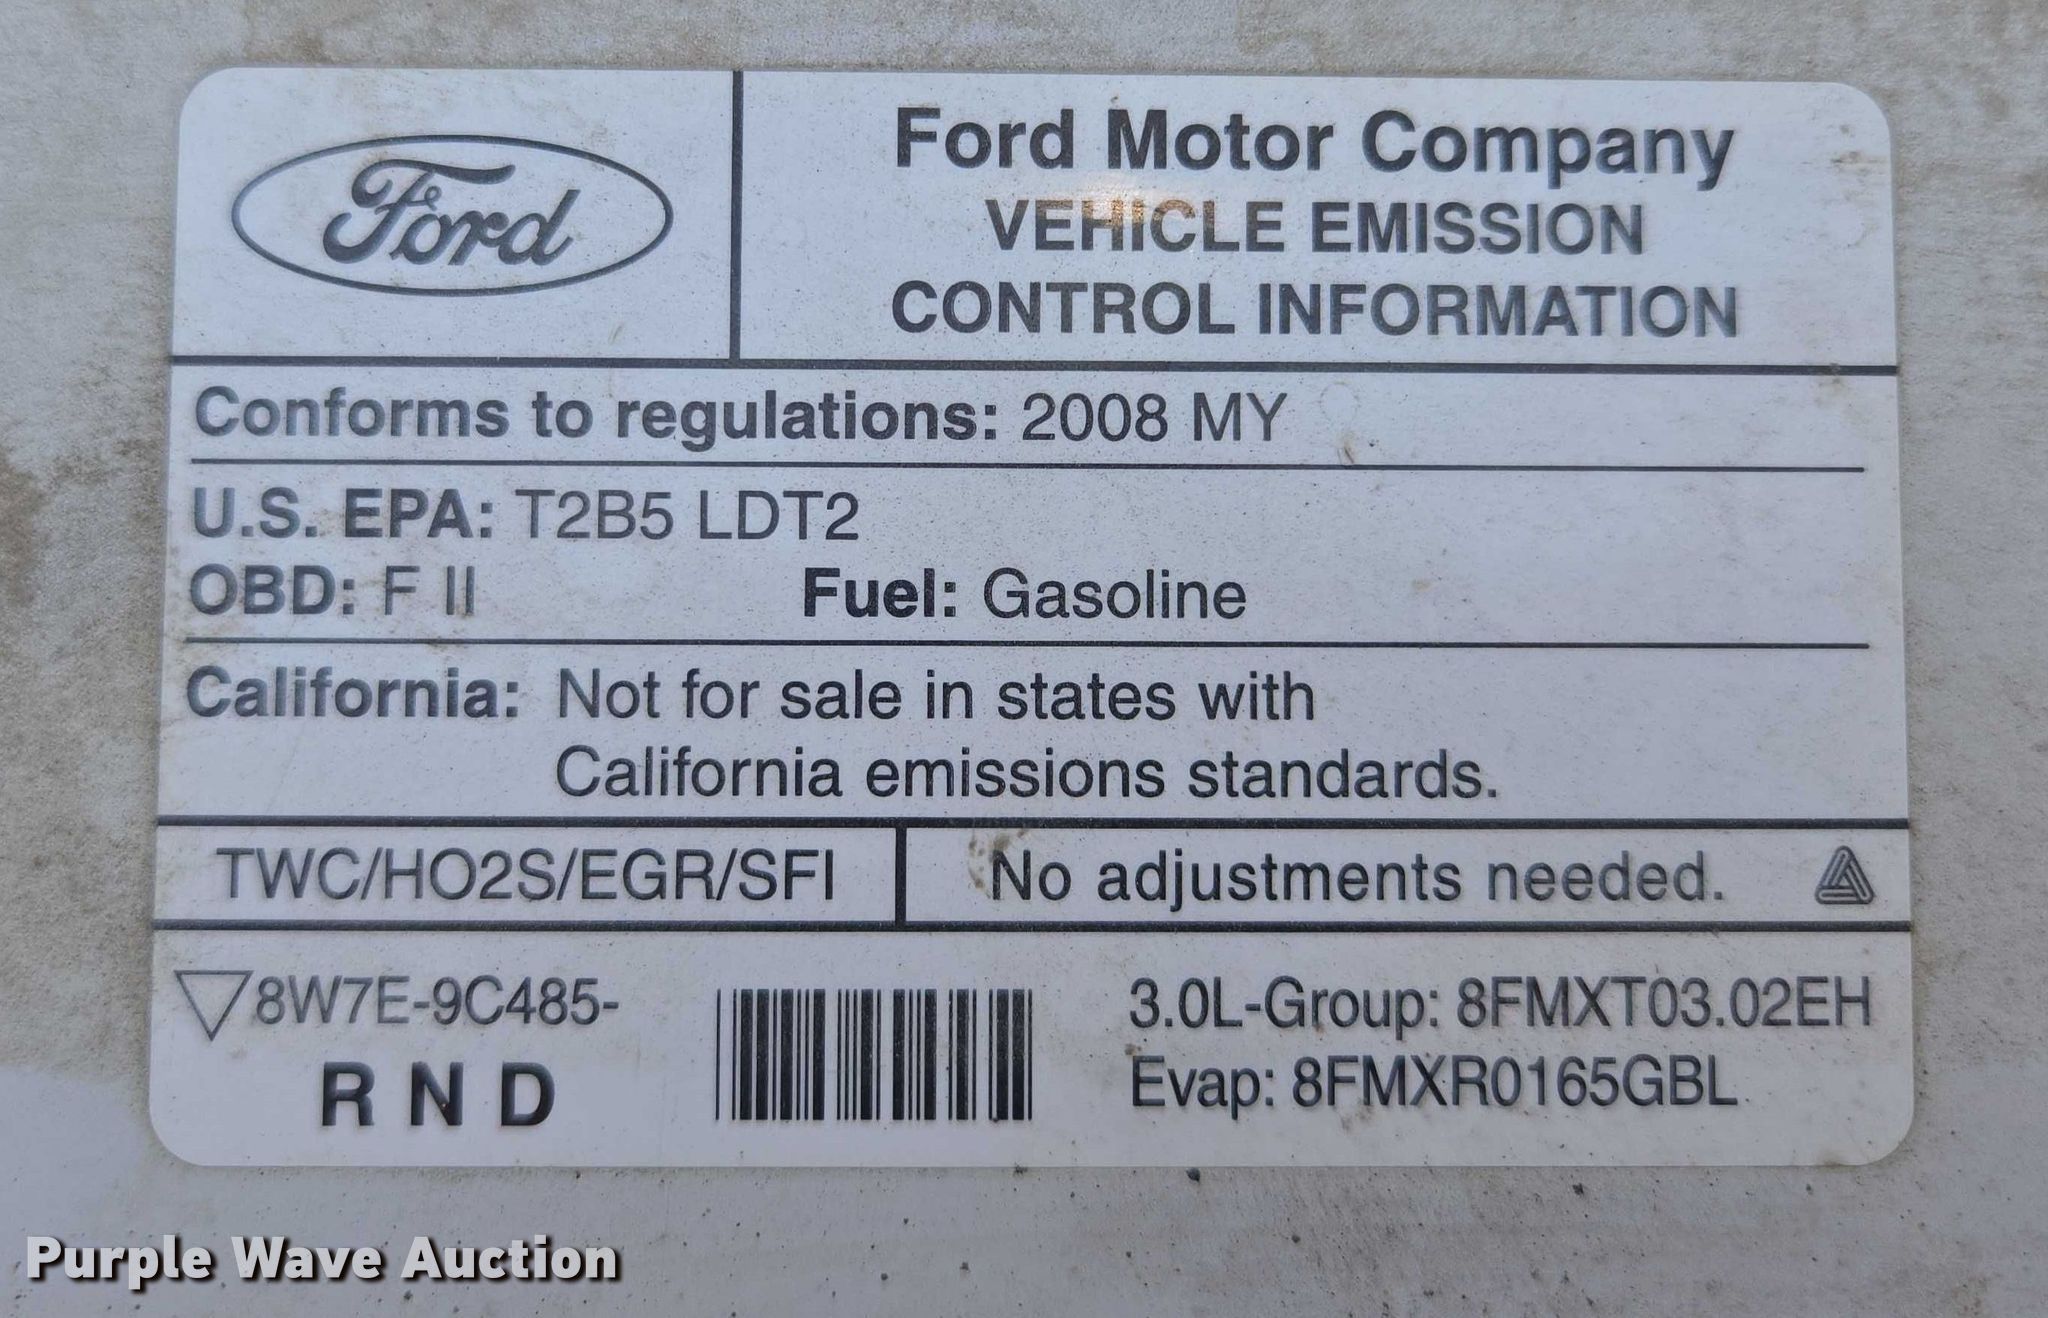 Ford
Ford Motor Company
VEHICLE EMISSION
CONTROL INFORMATION
Conforms to regulations: 2008 MY
U.S. EPA: T2B5 LDT2
OBD: F II Fuel: Gasoline
California: Not for sale in states with
California emissions standards.
TWC/HO2S/EGR/SFI
No adjustments needed.
8W7E-9C485-
R N D
3.0L-Group: 8FMXT03.02EH
Evap: 8FMXR0165GBL
Purple Wave Auction